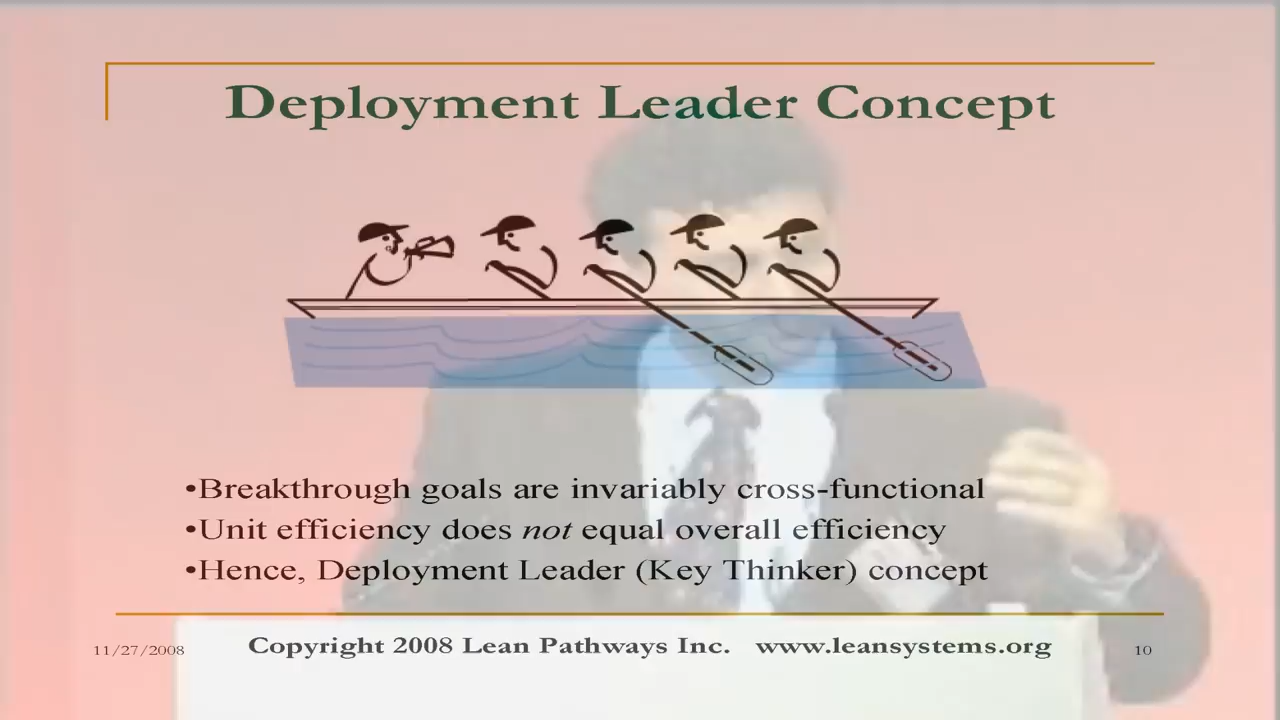 Deployment Leader Concept
•Breakthrough goals are invariably cross-functional
•Unit efficiency does not equal overall efficiency
•Hence, Deployment Leader (Key Thinker) concept
11/27/2008 Copyright 2008 Lean Pathways Inc. www.leansystems.org 10